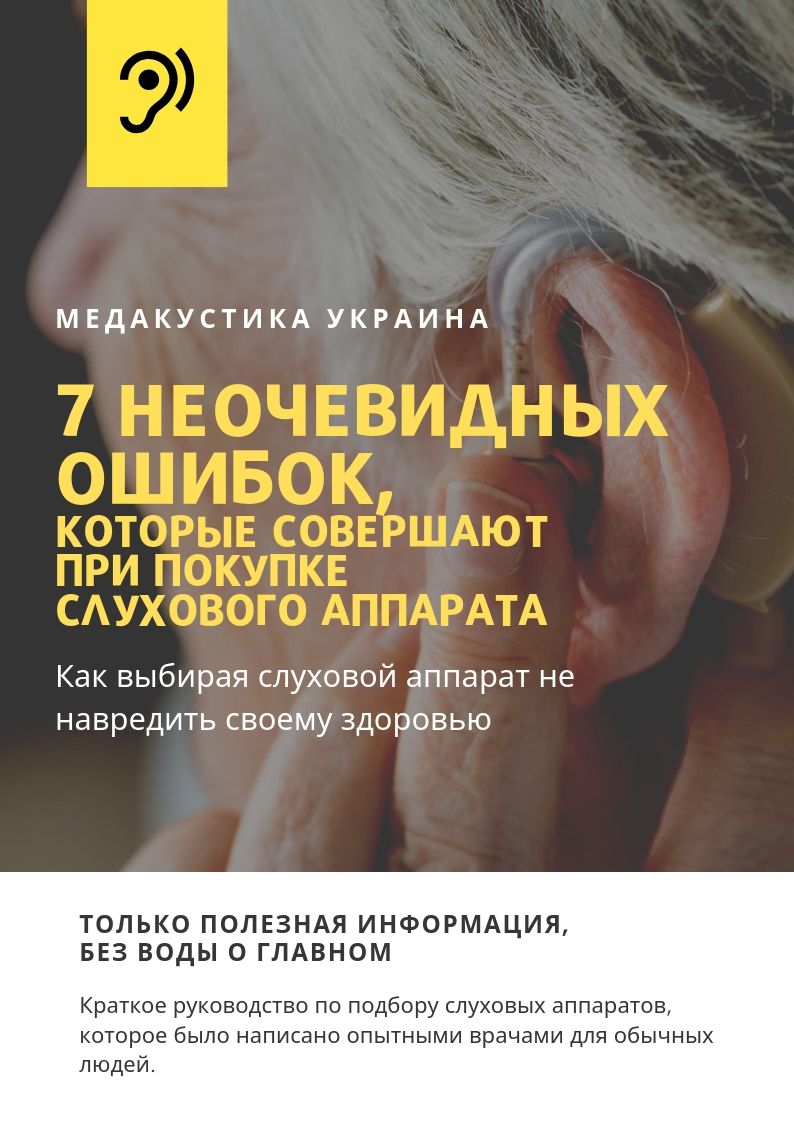 МЕДАКУСТИКА УКРАИНА
7 НЕОЧЕВИДНЫХ
ОШИБОК,
КОТОРЫЕ СОВЕРШАЮТ
ПРИ ПОКУПКЕ
СЛУХОВОГО АППАРАТА
Как выбирая слуховой аппарат не
навредить своему здоровью
ТОЛЬКО ПОЛЕЗНАЯ ИНФОРМАЦИЯ,
БЕЗ ВОДЫ О ГЛАВНОМ
Краткое руководство по подбору слуховых аппаратов,
которое было написано опытными врачами для обычных
людей.